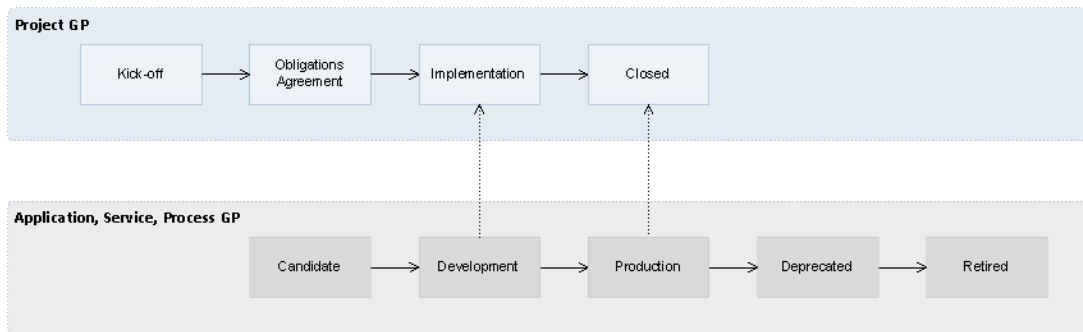 Project GP
Kick-off
Obligations
Agreement
Implementation
Closed
Application, Service, Process GP
Candidate
Development
Production
Deprecated
Retired